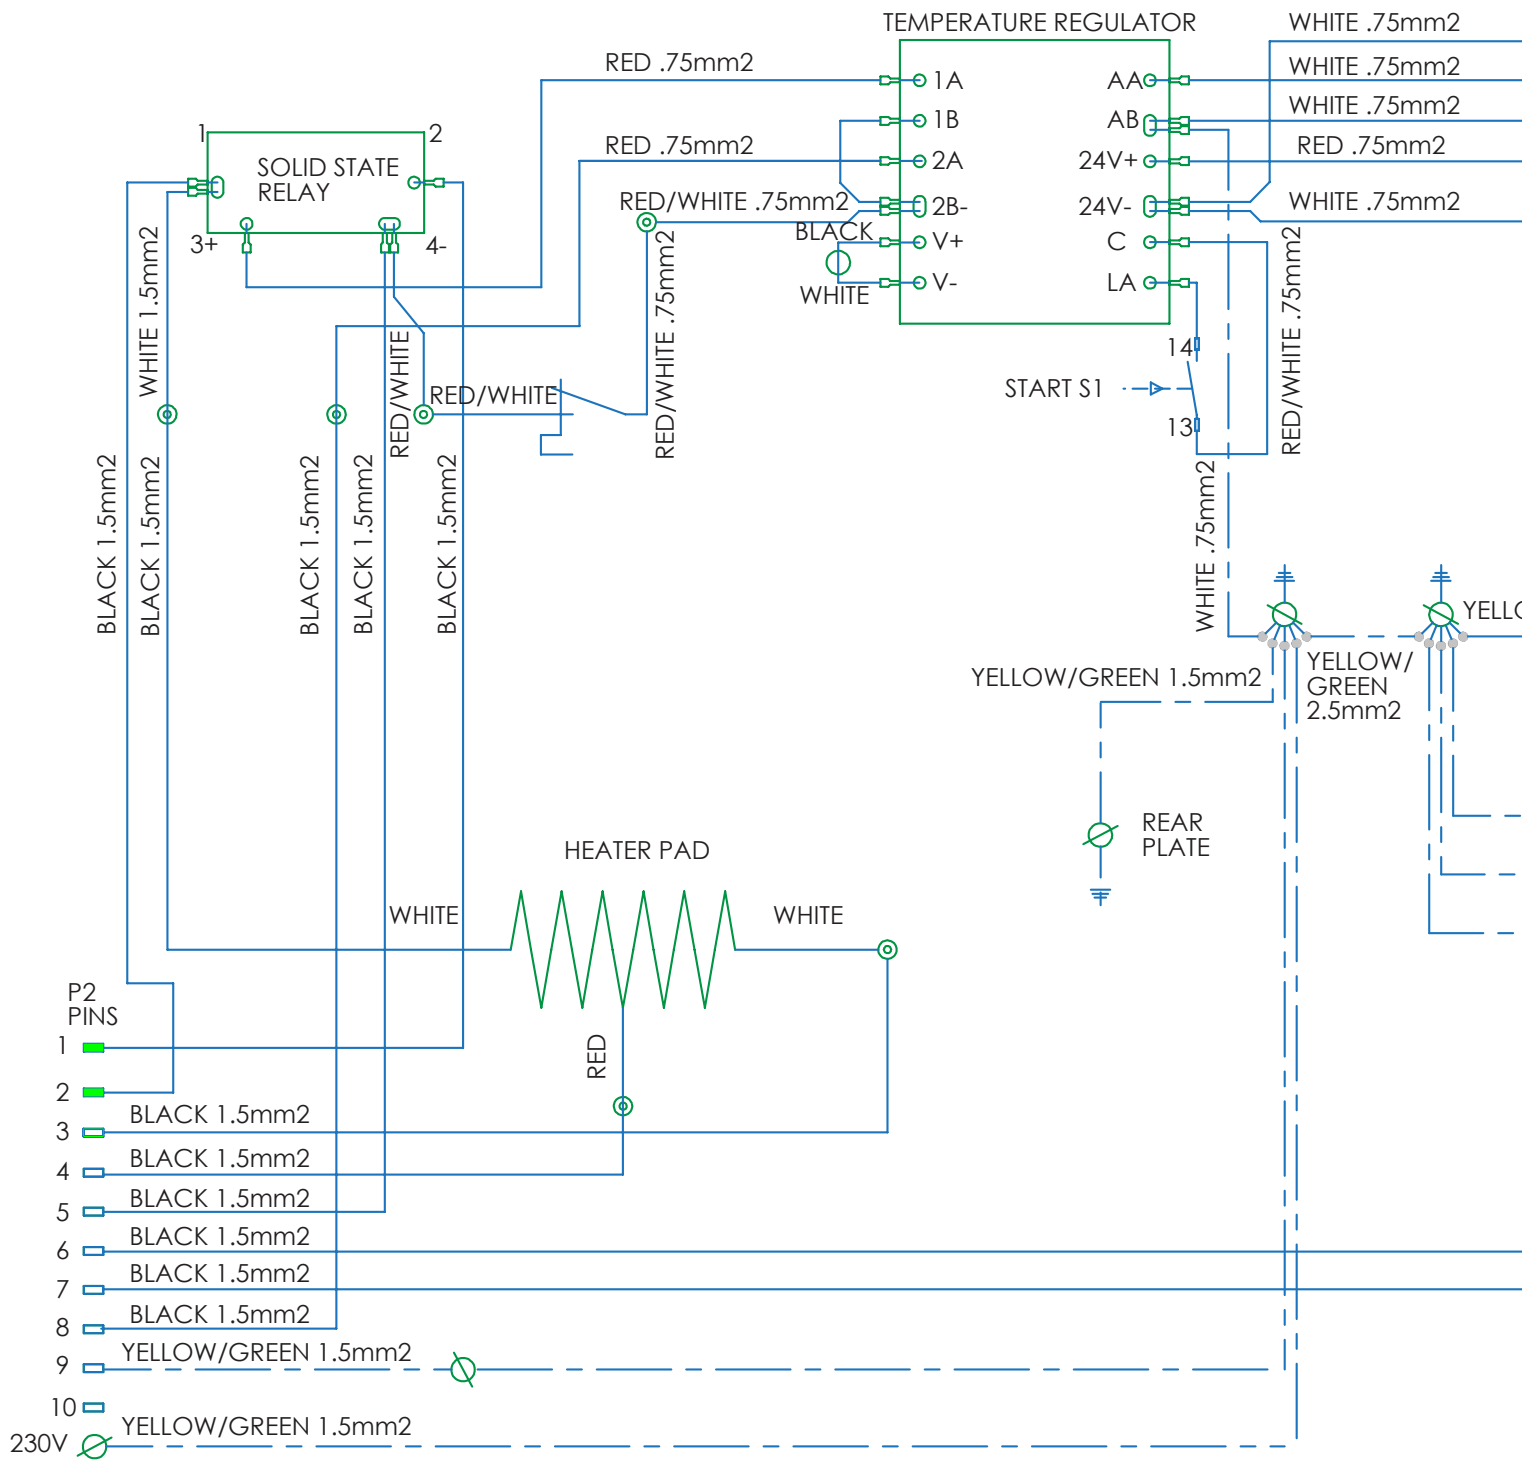 TEMPERATURE REGULATOR
WHITE .75mm2
RED .75mm2
WHITE .75mm2
1A
AA
WHITE .75mm2
1B
AB
1
2
SOLID STATE
RELAY
RED .75mm2
2A
24V+
RED .75mm2
RED/WHITE .75mm2
2B-
24V-
WHITE .75mm2
3+
4-
BLACK
V+
C
WHITE
V-
LA
WHITE 1.5mm2
RED/WHITE
RED/WHITE .75mm2
RED/WHITE .75mm2
14
START S1
13
RED/WHITE
BLACK 1.5mm2
BLACK 1.5mm2
BLACK 1.5mm2
BLACK 1.5mm2
BLACK 1.5mm2
WHITE .75mm2
YELLO
YELLOW/GREEN 1.5mm2
YELLOW/
GREEN
2.5mm2
REAR
PLATE
HEATER PAD
WHITE
WHITE
RED
P2
PINS
1
2
BLACK 1.5mm2
3
BLACK 1.5mm2
4
BLACK 1.5mm2
5
BLACK 1.5mm2
6
BLACK 1.5mm2
7
BLACK 1.5mm2
8
YELLOW/GREEN 1.5mm2
9
10
YELLOW/GREEN 1.5mm2
230V